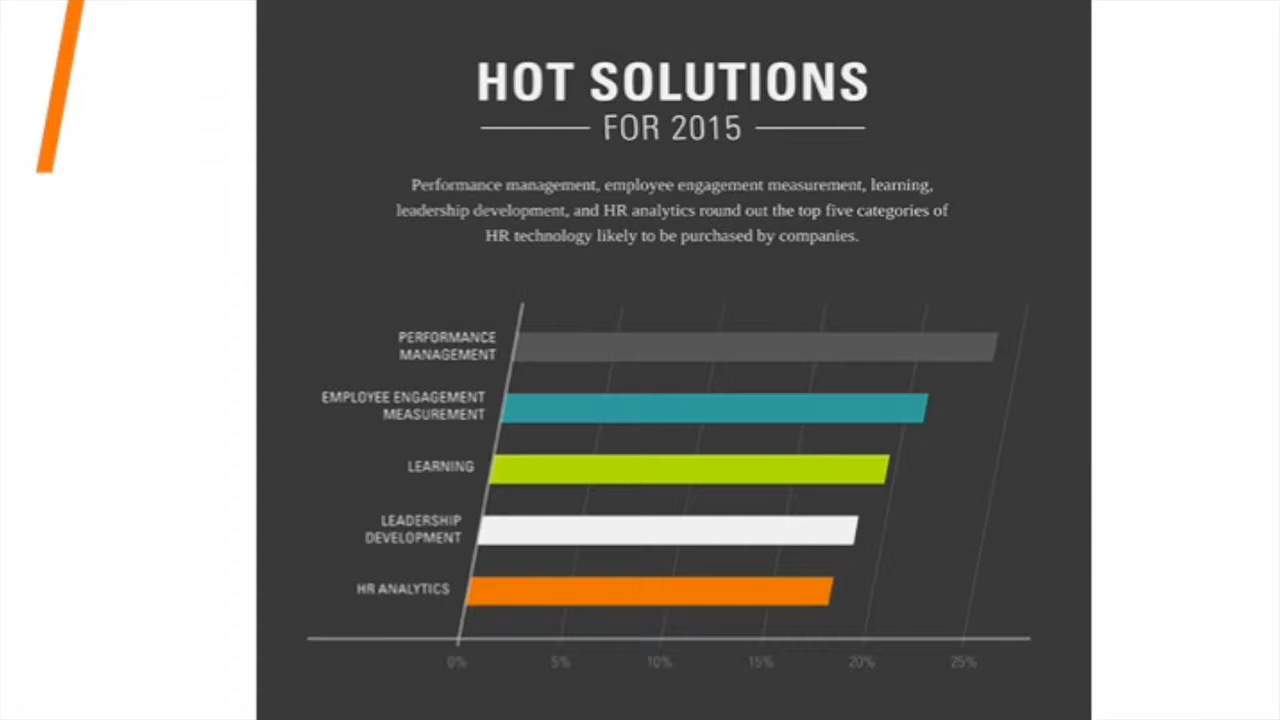 HOT SOLUTIONS
FOR 2015
Performance management, employee engagement measurement, learning,
leadership development, and HR analytics round out the top five categories of
HR technology likely to be purchased by companies.
PERFORMANCE
MANAGEMENT
EMPLOYEE ENGAGEMENT
MEASUREMENT
LEARNING
LEADERSHIP
DEVELOPMENT
HR ANALYTICS
0% 5% 10% 15% 20% 25%